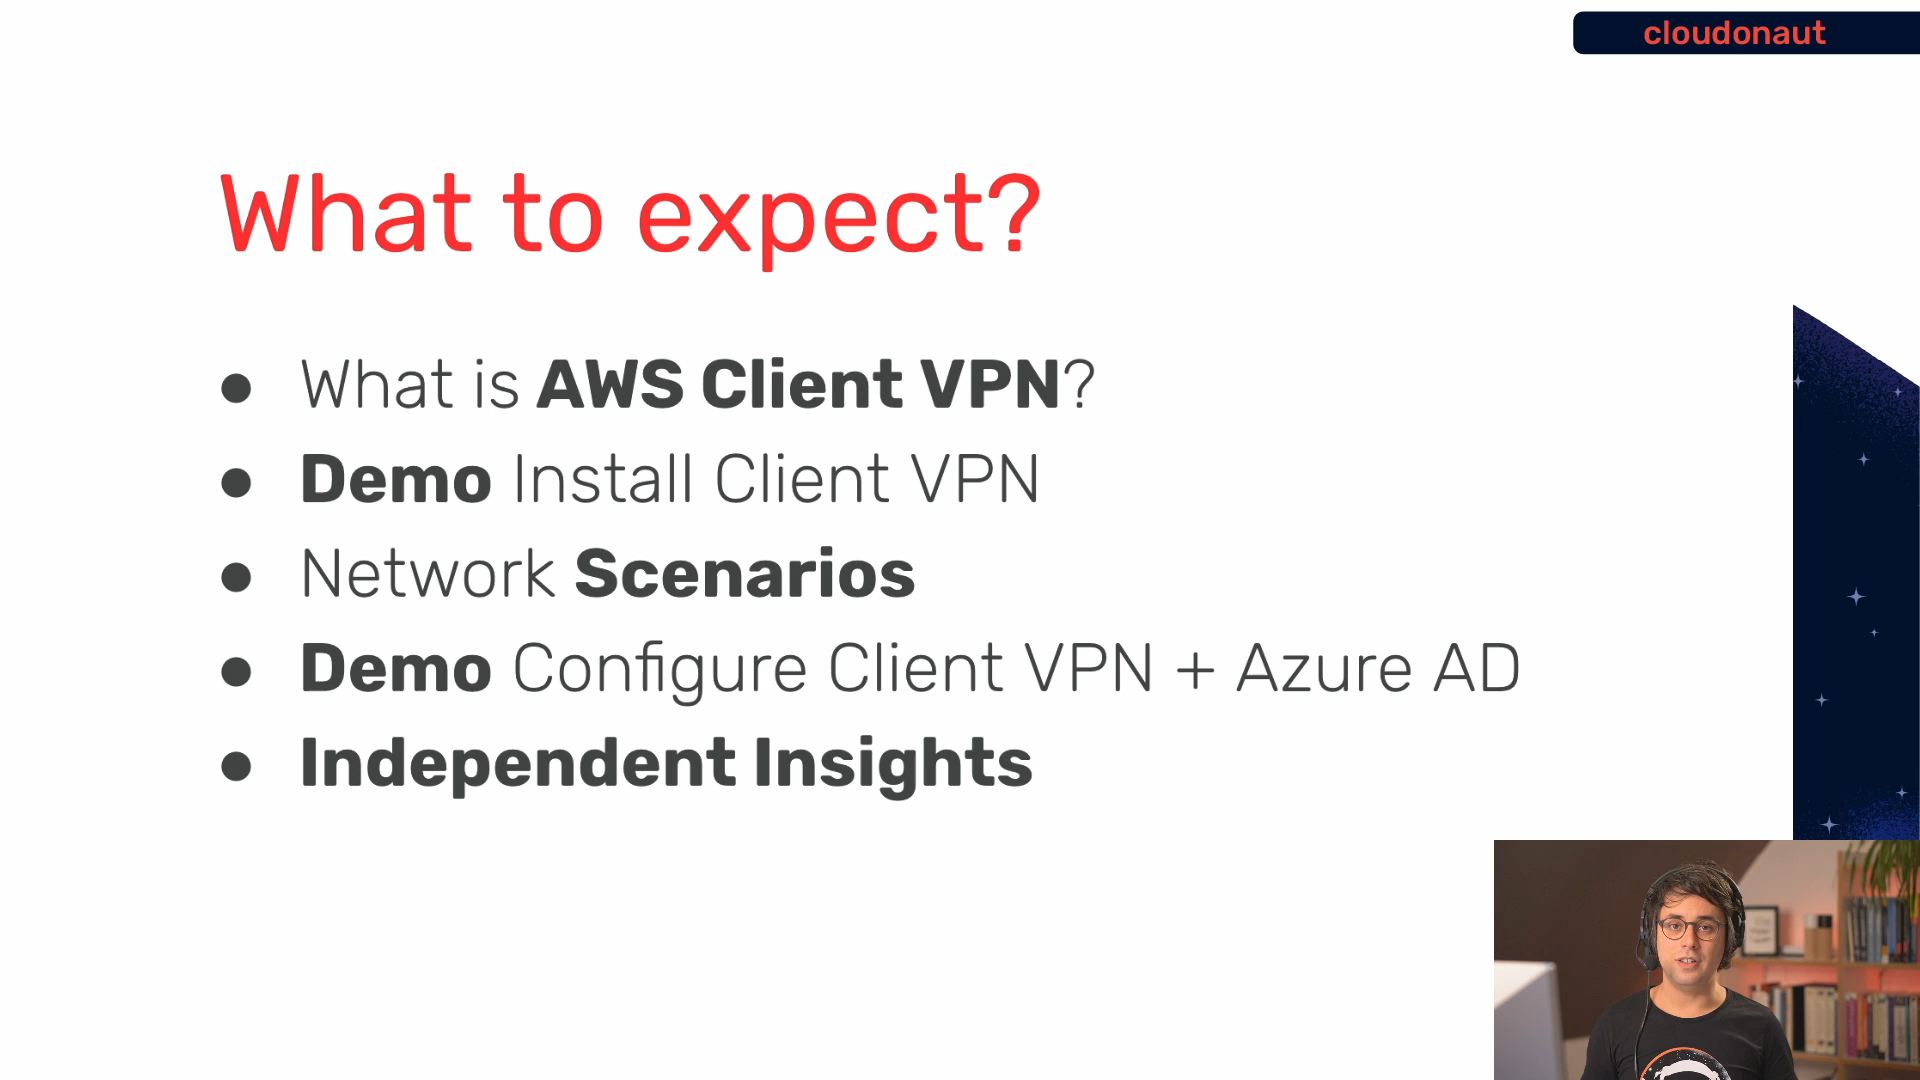 cloudonaut
What to expect?
● What is AWS Client VPN?
● Demo Install Client VPN
● Network Scenarios
● Demo Configure Client VPN + Azure AD
● Independent Insights